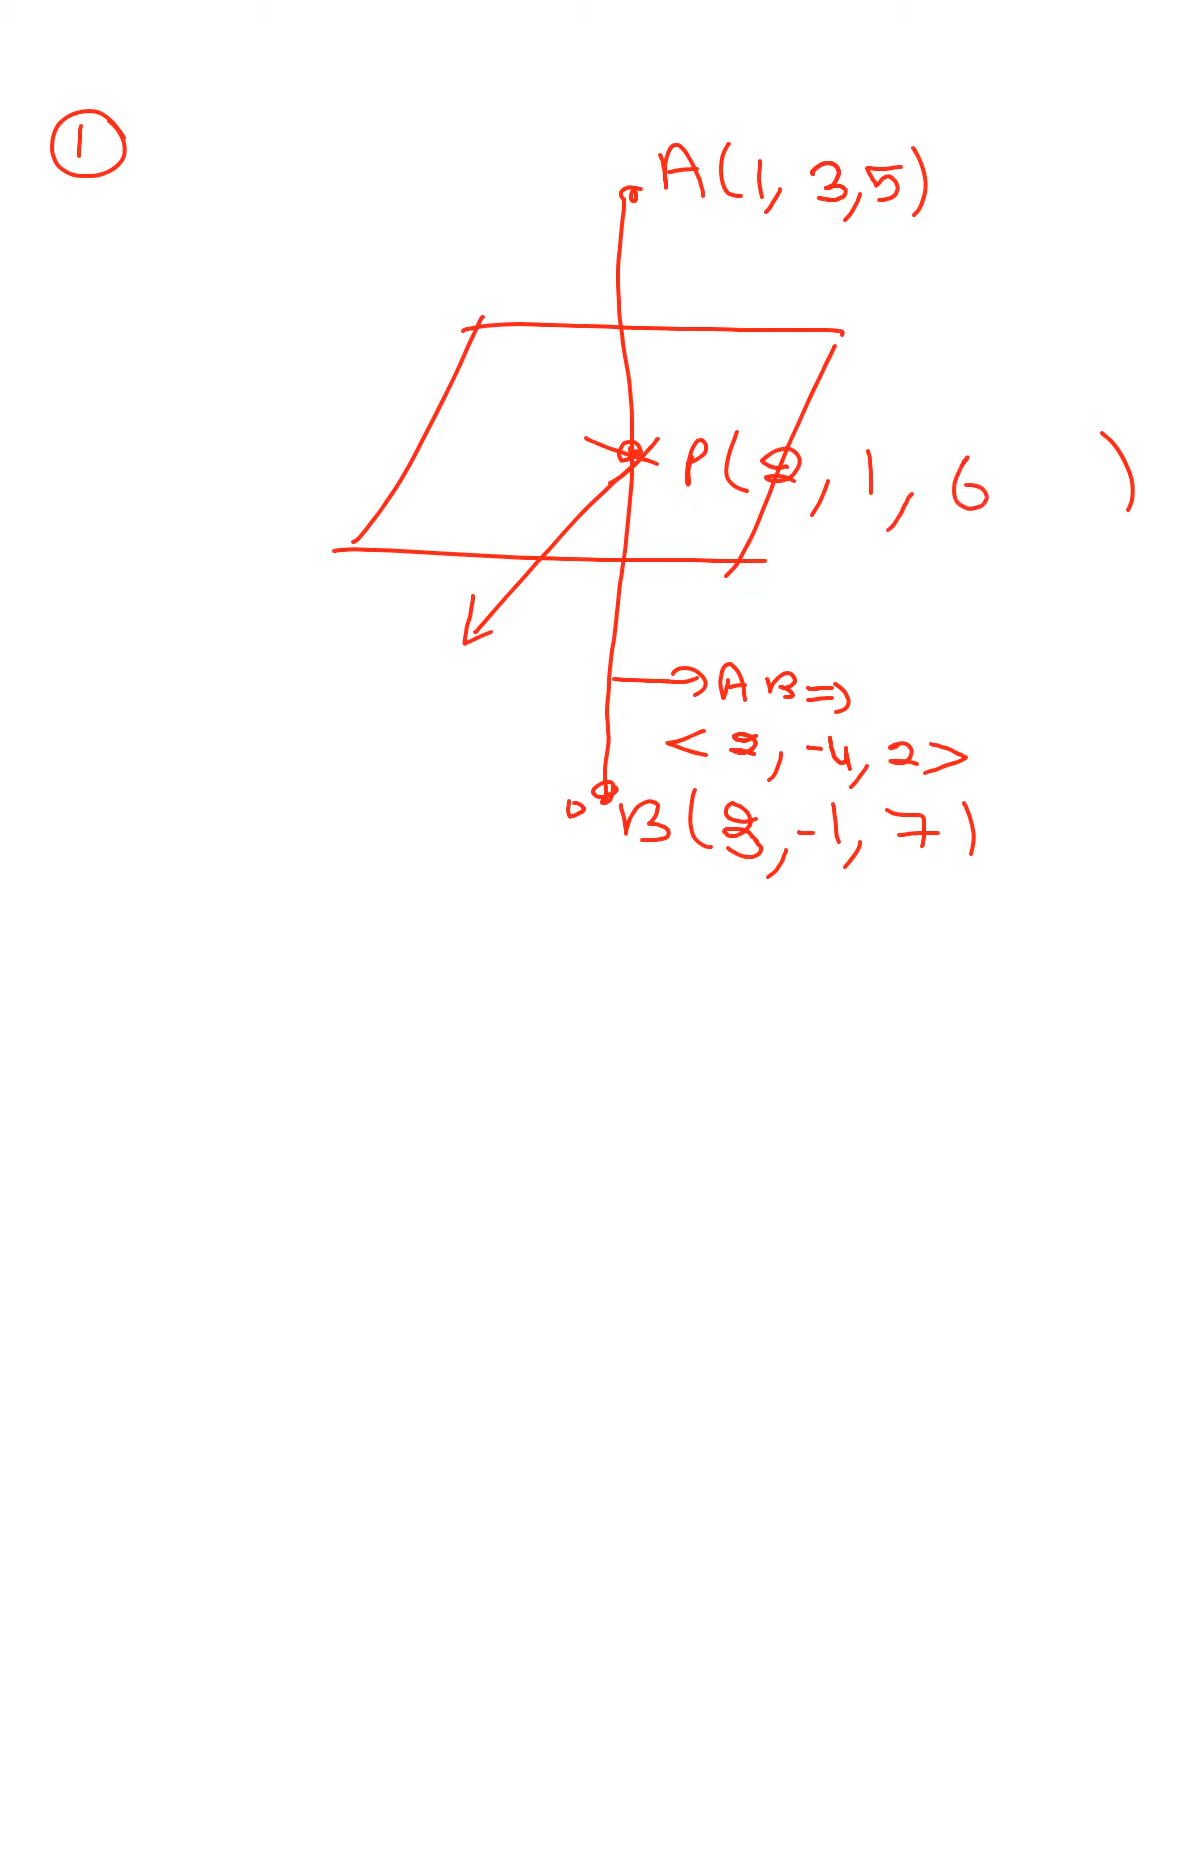 1
A(1, 3,5)
P(2, 1, 6 )
AB⇒
<2, -4, 2>
B(3, -1, 7)